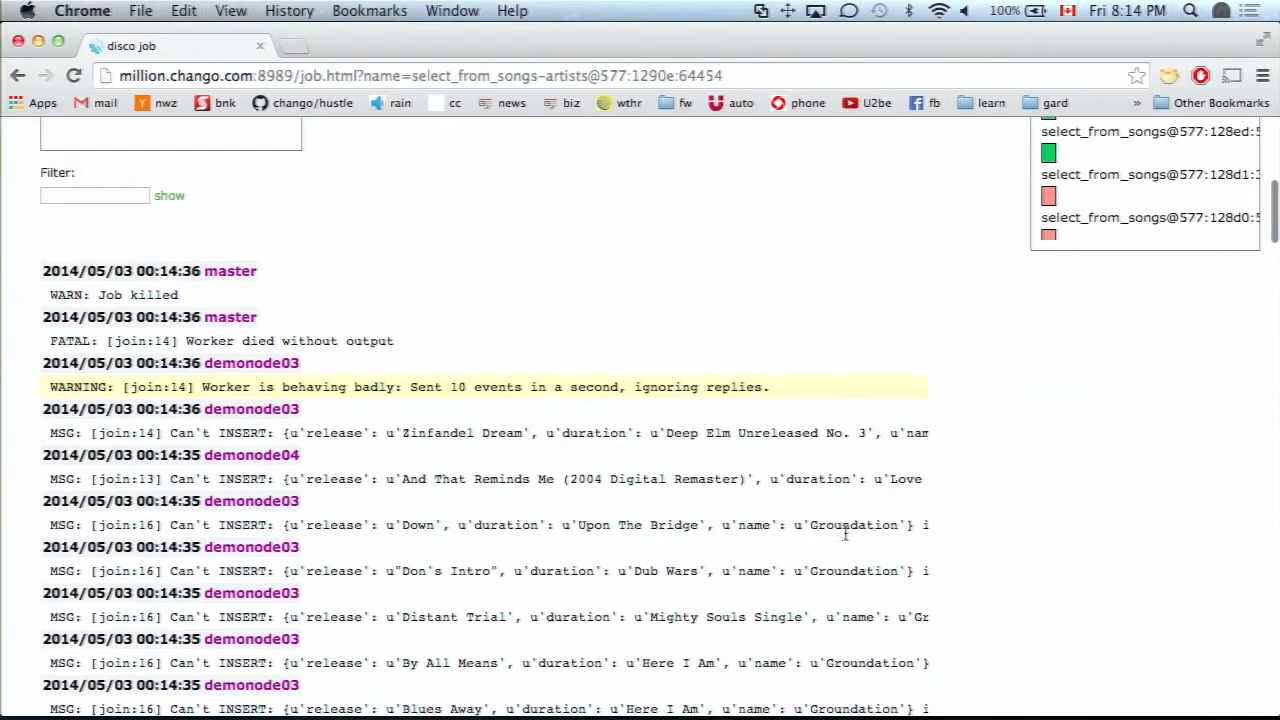 Chrome File Edit View History Bookmarks Window Help 100% Fri 8:14 PM
disco job
million.chango.com:8989/job.html?name=select_from_songs-artists@577:1290e:64454
Apps mail nwz bnk chango/hustle rain cc news biz wthr fw auto phone U2be fb learn gard » Other Bookmarks
select_from_songs@577:128ed:5
Filter:
select_from_songs@577:128d1:3
show
select_from_songs@577:128d0:5
2014/05/03 00:14:36 master
WARN: Job killed
2014/05/03 00:14:36 master
FATAL: [join:14] Worker died without output
2014/05/03 00:14:36 demonode03
WARNING: [join:14] Worker is behaving badly: Sent 10 events in a second, ignoring replies.
2014/05/03 00:14:36 demonode03
MSG: [join:14] Can't INSERT: {u'release': u'Zinfandel Dream', u'duration': u'Deep Elm Unreleased No. 3', u'nam
2014/05/03 00:14:35 demonode04
MSG: [join:13] Can't INSERT: {u'release': u'And That Reminds Me (2004 Digital Remaster)', u'duration': u'Love
2014/05/03 00:14:35 demonode03
MSG: [join:16] Can't INSERT: {u'release': u'Down', u'duration': u'Upon The Bridge', u'name': u'Groundation'} i
2014/05/03 00:14:35 demonode03
MSG: [join:16] Can't INSERT: {u'release': u"Don's Intro", u'duration': u'Dub Wars', u'name': u'Groundation'} i
2014/05/03 00:14:35 demonode03
MSG: [join:16] Can't INSERT: {u'release': u'Distant Trial', u'duration': u'Mighty Souls Single', u'name': u'Gr
2014/05/03 00:14:35 demonode03
MSG: [join:16] Can't INSERT: {u'release': u'By All Means', u'duration': u'Here I Am', u'name': u'Groundation'}
2014/05/03 00:14:35 demonode03
MSG: [join:16] Can't INSERT: {u'release': u'Blues Away', u'duration': u'Here I Am', u'name': u'Groundation'} i